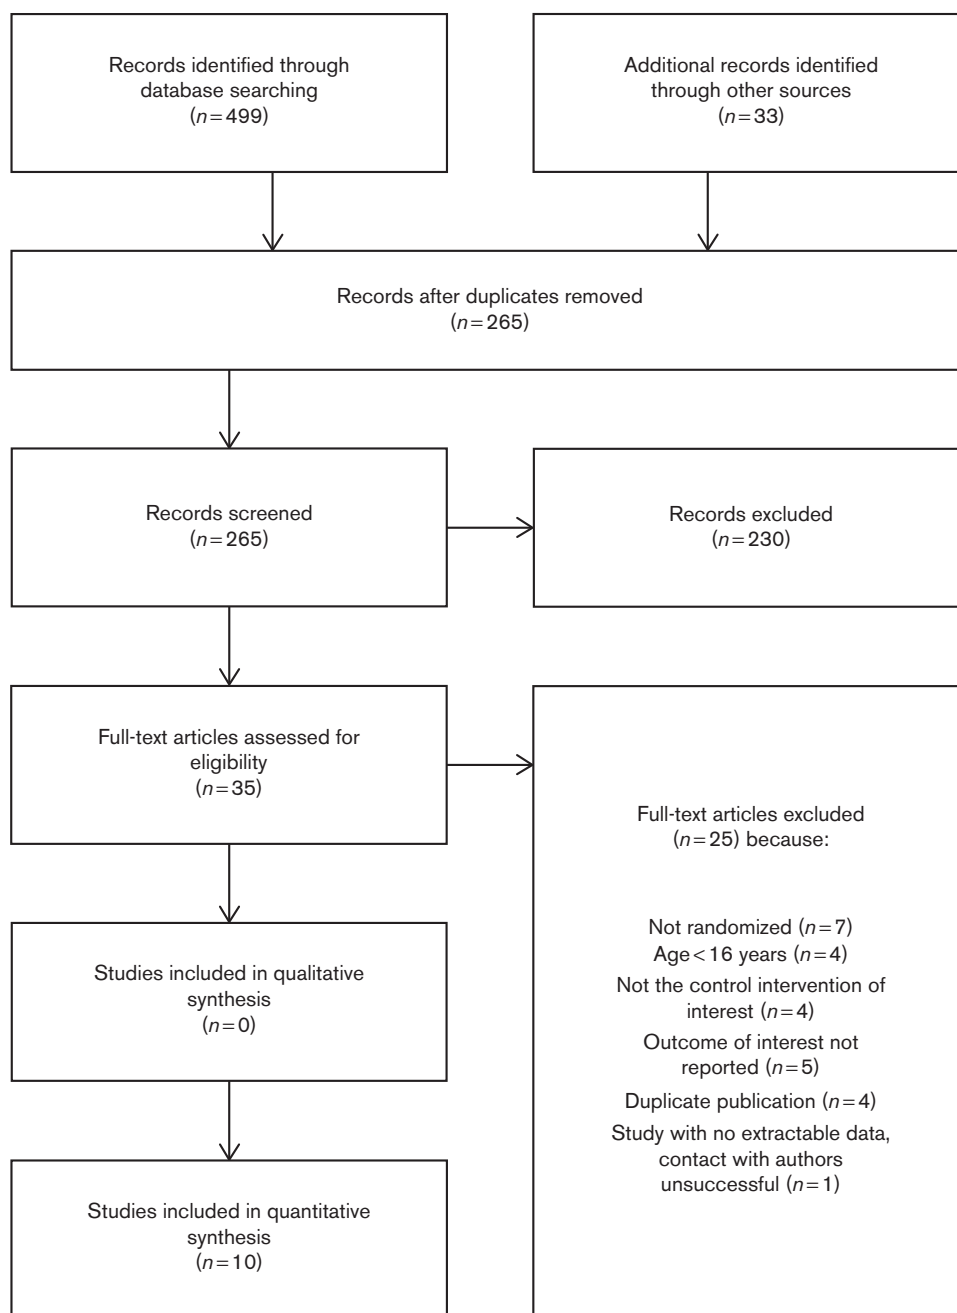 Records identified through
database searching
(n=499)
Additional records identified
through other sources
(n=33)
Records after duplicates removed
(n=265)
Records screened
(n=265)
Records excluded
(n=230)
Full-text articles assessed for
eligibility
(n=35)
Full-text articles excluded
(n=25) because:
Not randomized (n=7)
Age<16 years (n=4)
Not the control intervention of
interest (n=4)
Outcome of interest not
reported (n=5)
Duplicate publication (n=4)
Study with no extractable data,
contact with authors
unsuccessful (n=1)
Studies included in qualitative
synthesis
(n=0)
Studies included in quantitative
synthesis
(n=10)